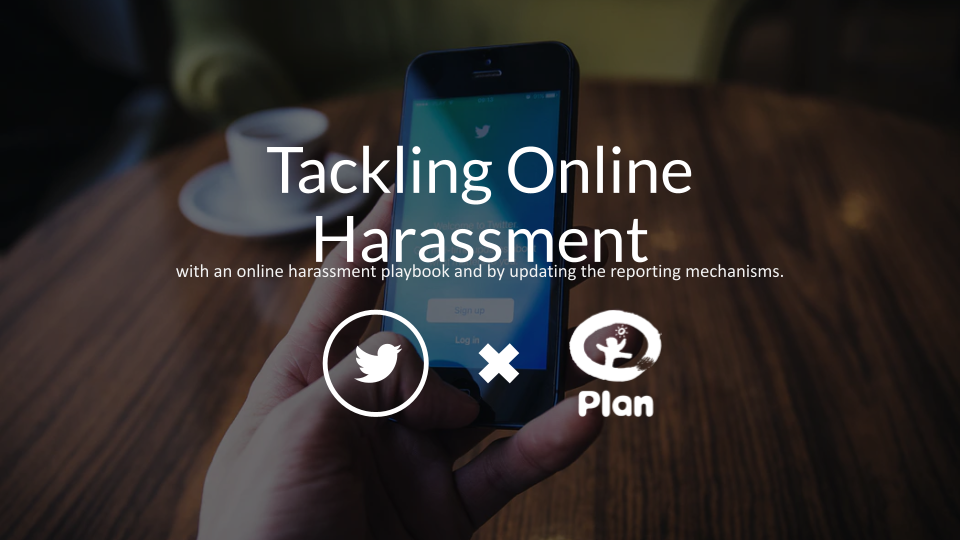 Tackling Online
Harassment
with an online harassment playbook and by updating the reporting mechanisms.
Sign up
Log in
Plan